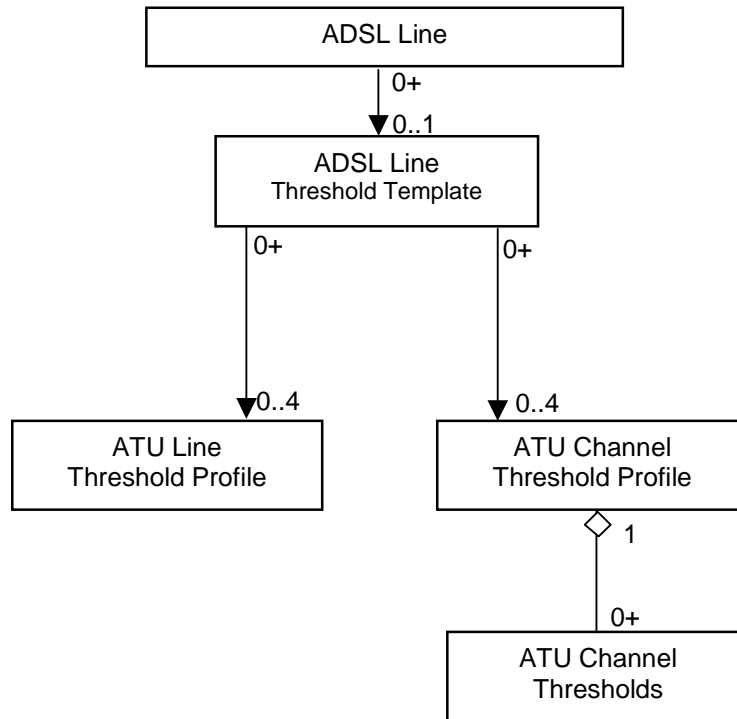 ADSL Line
0+
0..1
ADSL Line
Threshold Template
0+
0+
0..4
0..4
ATU Line
Threshold Profile
ATU Channel
Threshold Profile
1
0+
ATU Channel
Thresholds